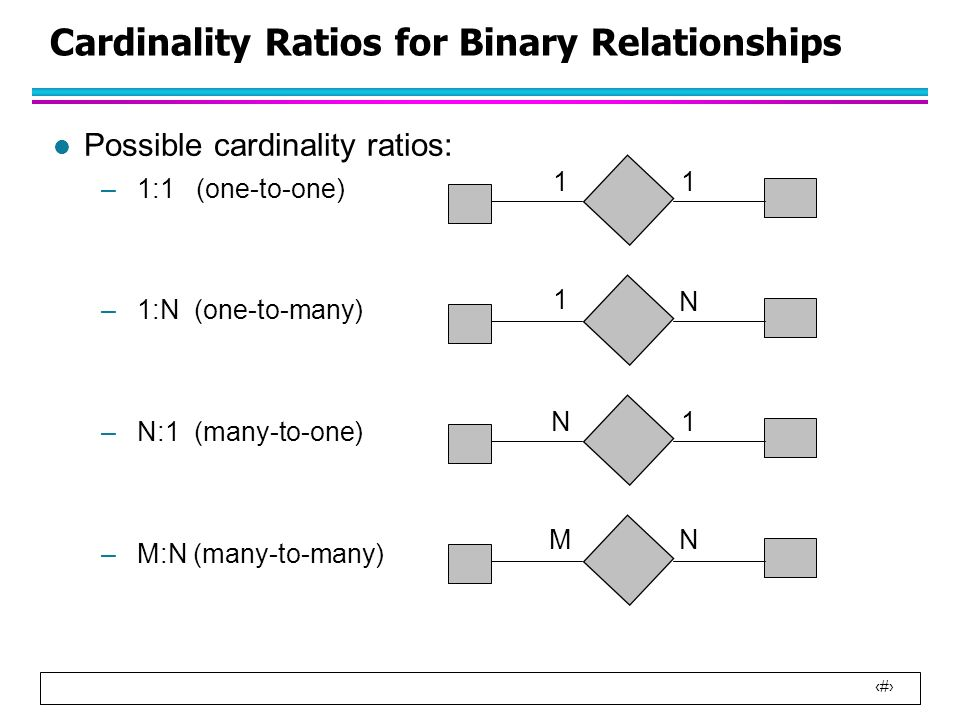 Cardinality Ratios for Binary Relationships
● Possible cardinality ratios:
– 1:1 (one-to-one)
1 1
– 1:N (one-to-many)
1 N
– N:1 (many-to-one)
N 1
– M:N (many-to-many)
M N
‹#›